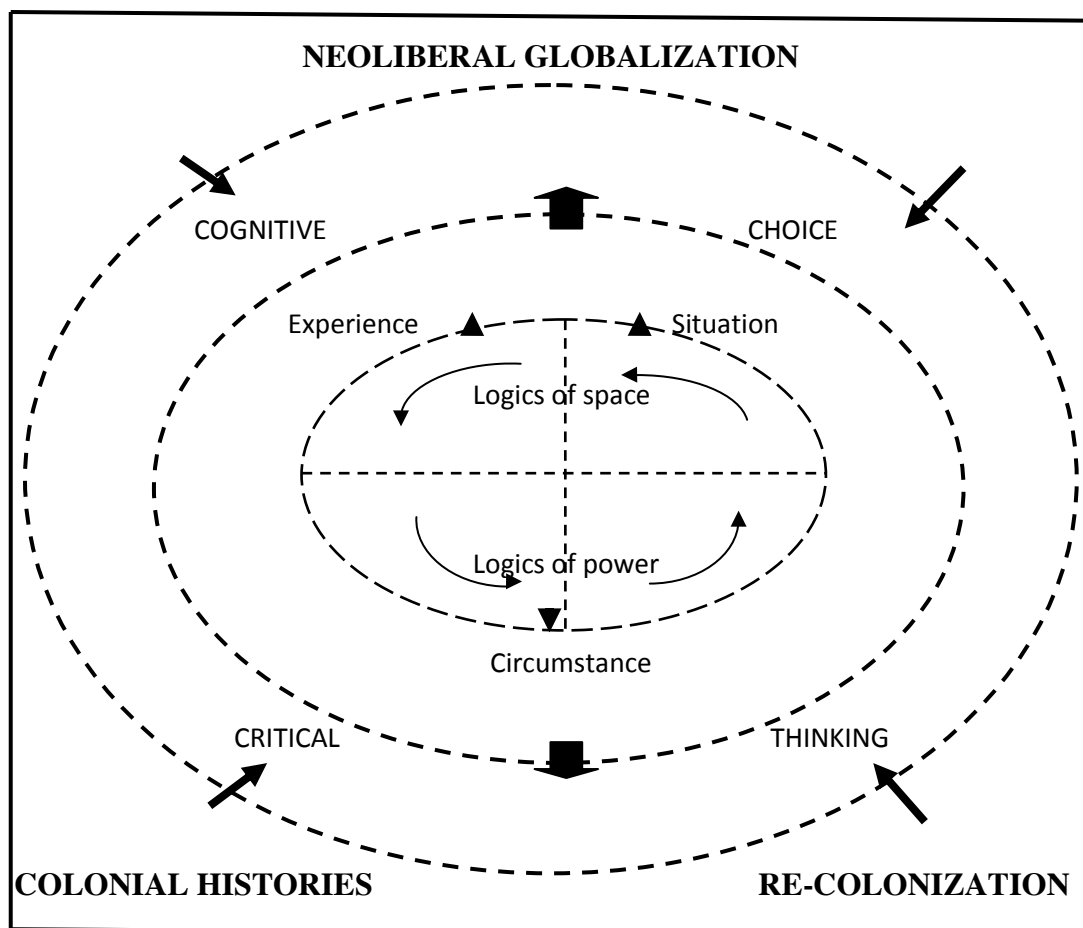 NEOLIBERAL GLOBALIZATION
COGNITIVE
CHOICE
Experience
Situation
Logics of space
Logics of power
Circumstance
CRITICAL
THINKING
COLONIAL HISTORIES
RE-COLONIZATION